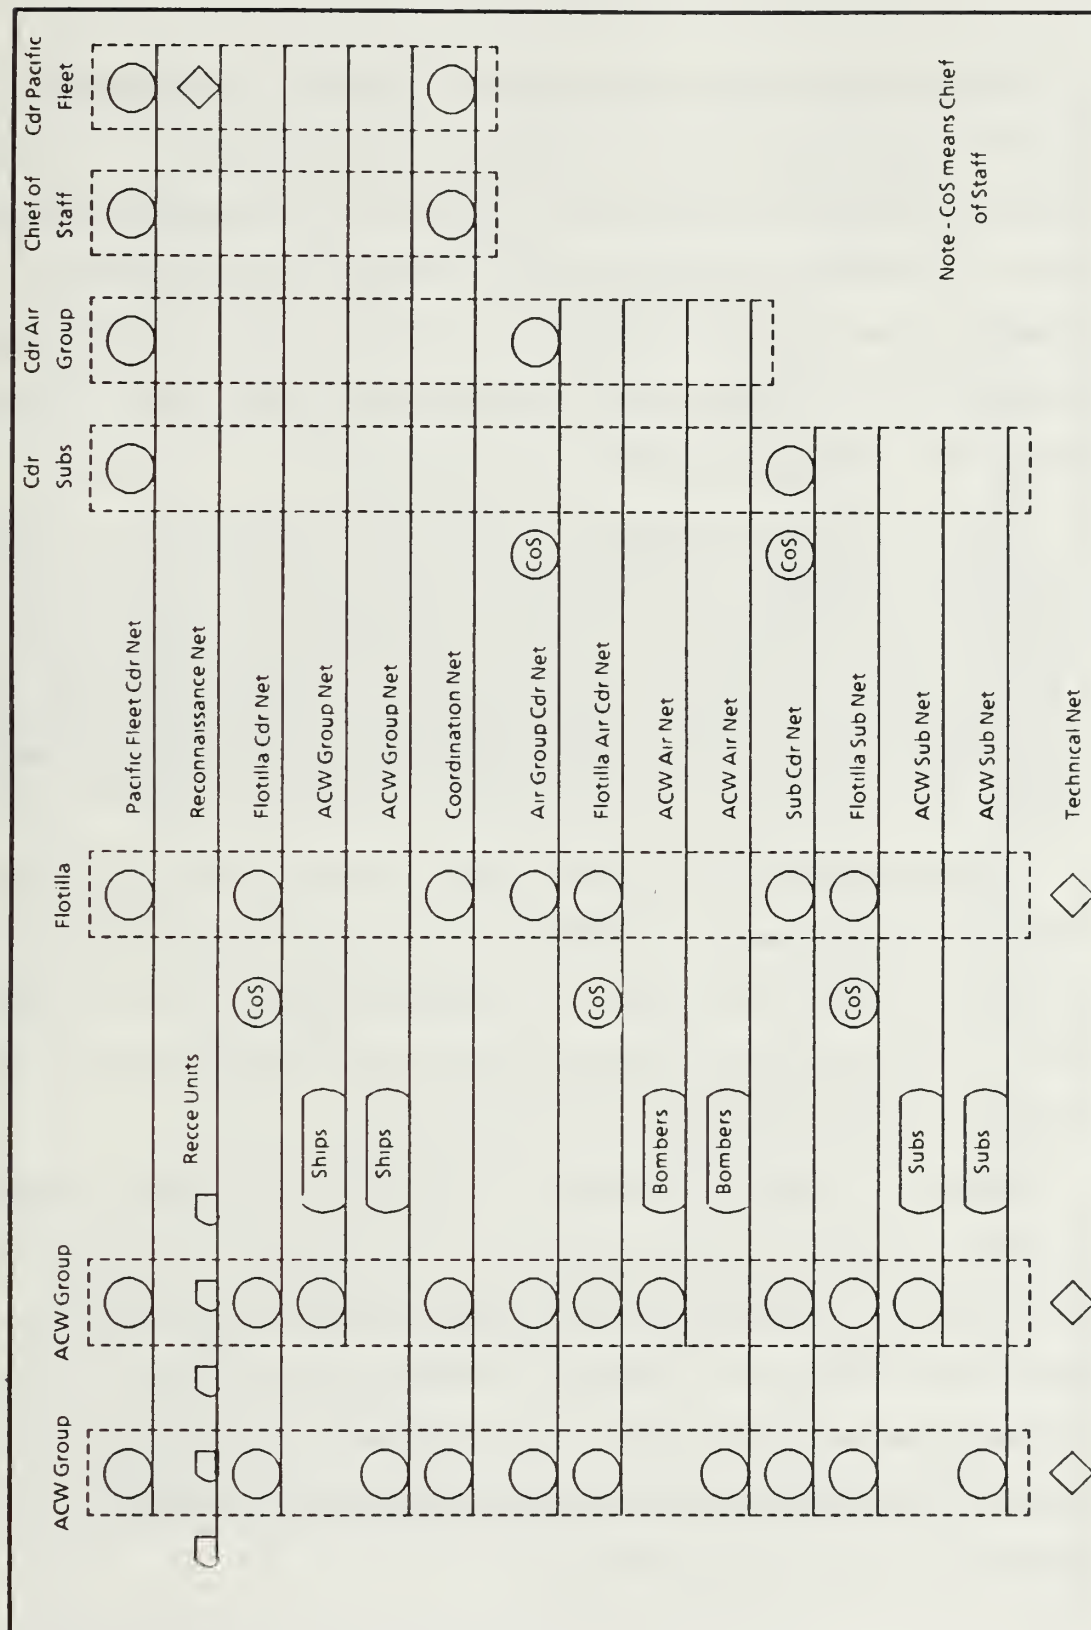 ACW Group
ACW Group
Flotilla
Cdr
Subs
Cdr Air
Group
Chief of
Staff
Cdr Pacific
Fleet
Pacific Fleet Cdr Net
Recce Units
Reconnaissance Net
CoS
Flotilla Cdr Net
Ships
ACW Group Net
Ships
ACW Group Net
Coordination Net
Air Group Cdr Net
CoS
CoS
Flotilla Air Cdr Net
Bombers
ACW Air Net
Bombers
ACW Air Net
Sub Cdr Net
CoS
CoS
Flotilla Sub Net
Subs
ACW Sub Net
Subs
ACW Sub Net
Technical Net
Note - CoS means Chief
of Staff